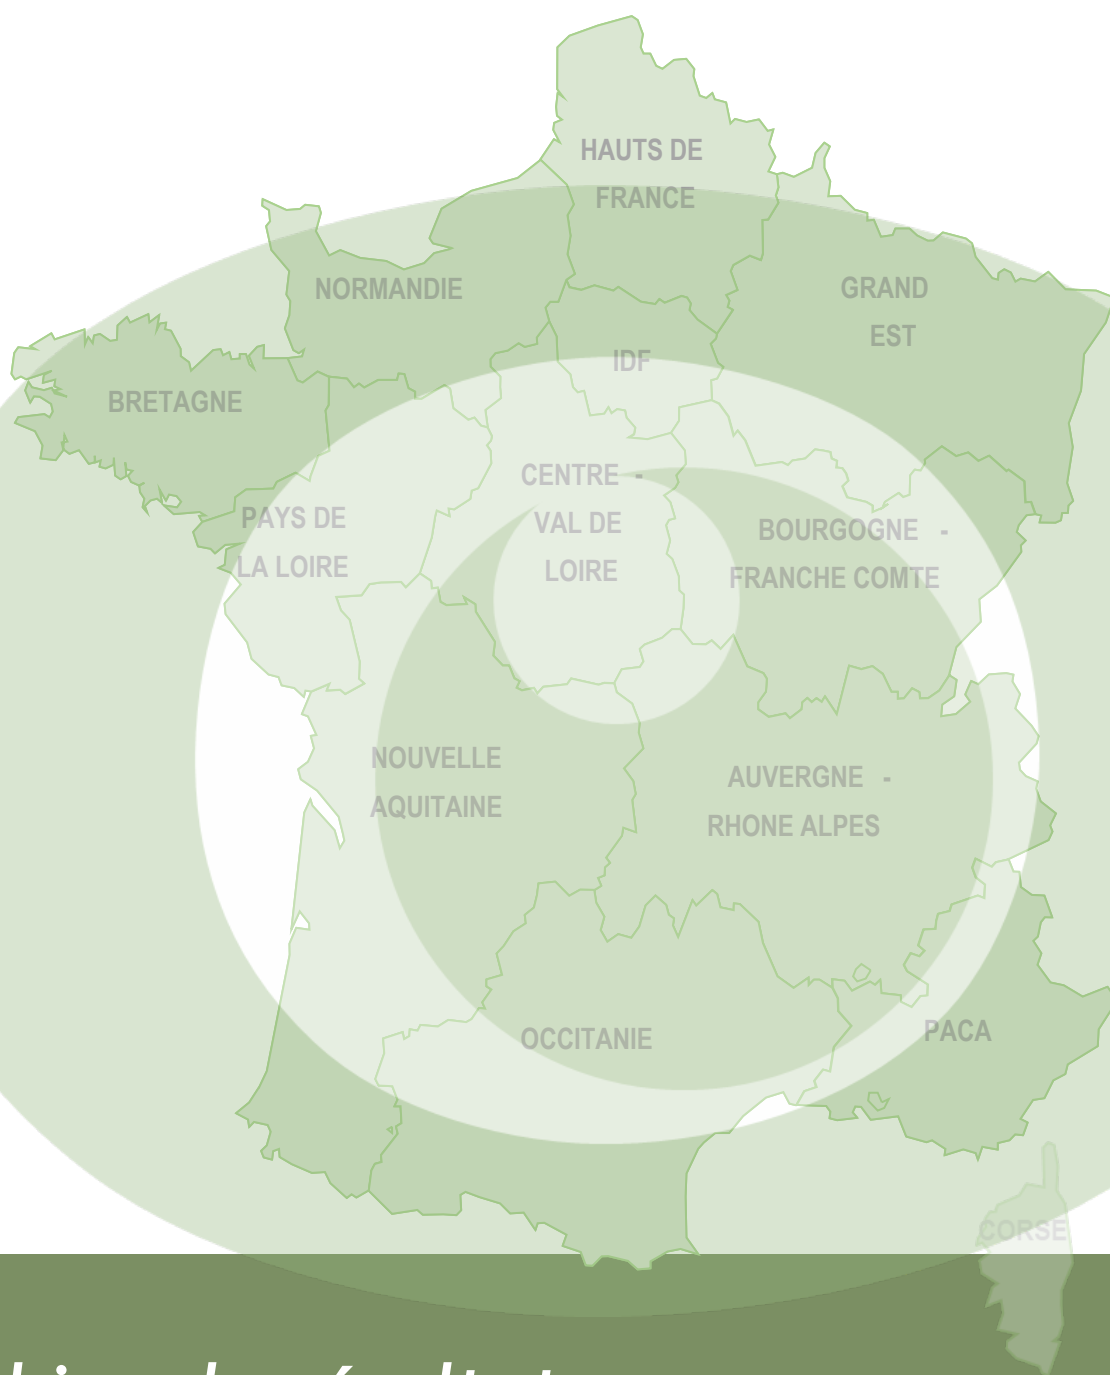 HAUTS DE
FRANCE
NORMANDIE
GRAND
EST
IDF
BRETAGNE
CENTRE -
VAL DE
LOIRE
PAYS DE
LA LOIRE
BOURGOGNE -
FRANCHE COMTE
NOUVELLE
AQUITAINE
AUVERGNE -
RHONE ALPES
OCCITANIE
PACA
CORSE